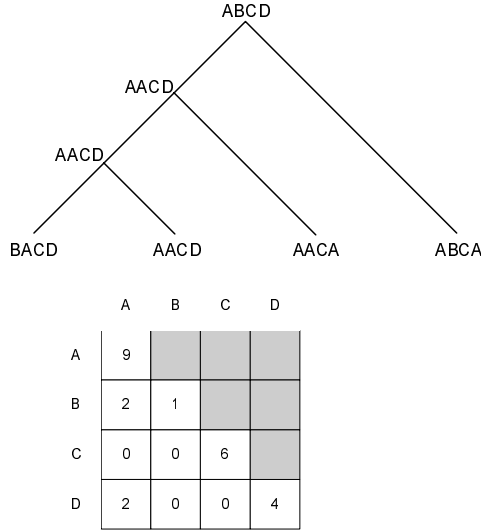 ABCD
AACD
AACD
BACD AACD AACA ABCA
A B C D
A 9
B 2 1
C 0 0 6
D 2 0 0 4